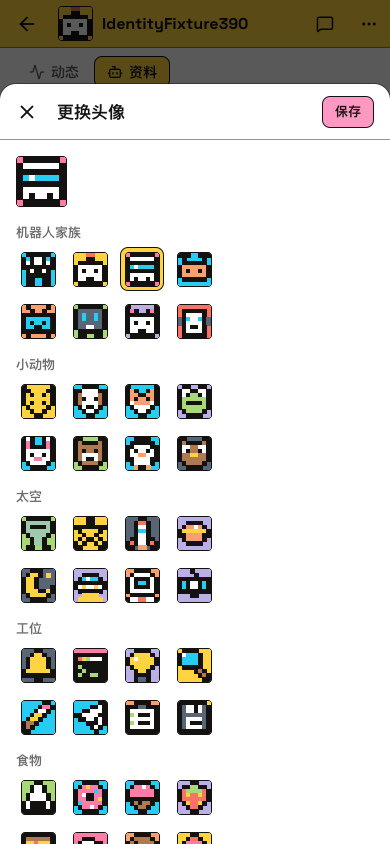 IdentityFixture390
动态
资料
更换头像
保存
机器人家族
小动物
太空
工位
食物